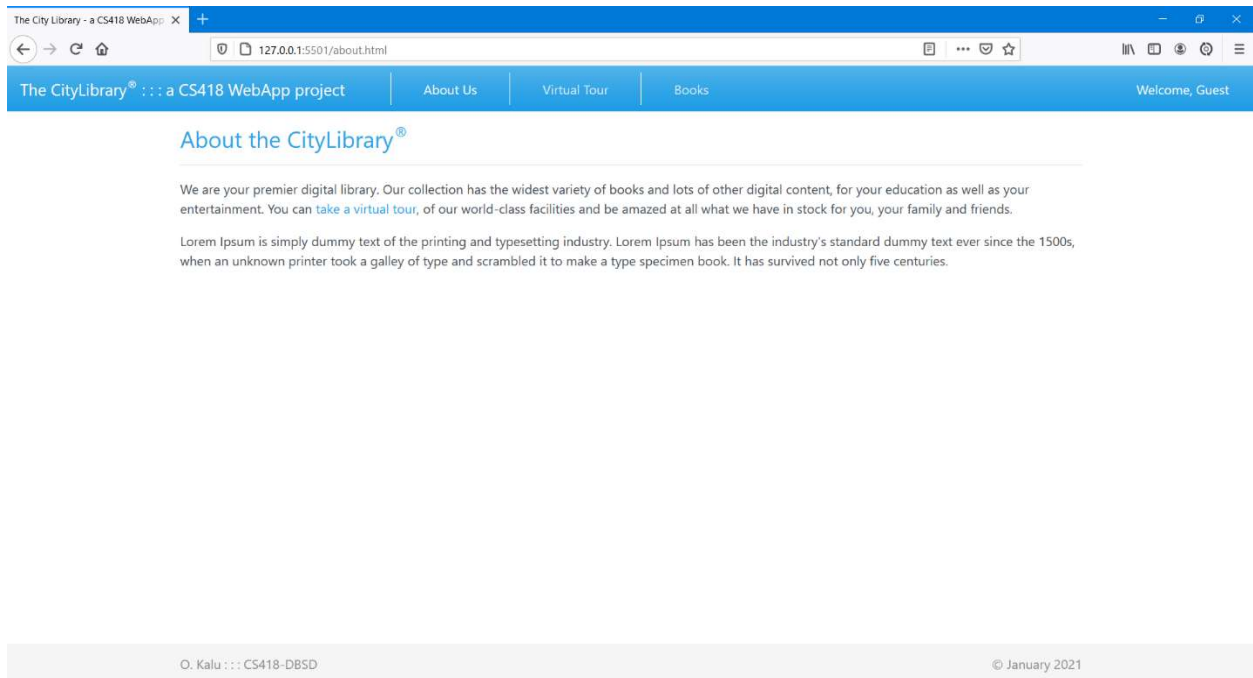 The City Library - a CS418 WebApp
127.0.0.1:5501/about.html
The CityLibrary® : : : a CS418 WebApp project
About Us
Virtual Tour
Books
Welcome, Guest
About the CityLibrary®
We are your premier digital library. Our collection has the widest variety of books and lots of other digital content, for your education as well as your
entertainment. You can take a virtual tour, of our world-class facilities and be amazed at all what we have in stock for you, your family and friends.
Lorem Ipsum is simply dummy text of the printing and typesetting industry. Lorem Ipsum has been the industry's standard dummy text ever since the 1500s,
when an unknown printer took a galley of type and scrambled it to make a type specimen book. It has survived not only five centuries.
O. Kalu : : : CS418-DBSD
© January 2021